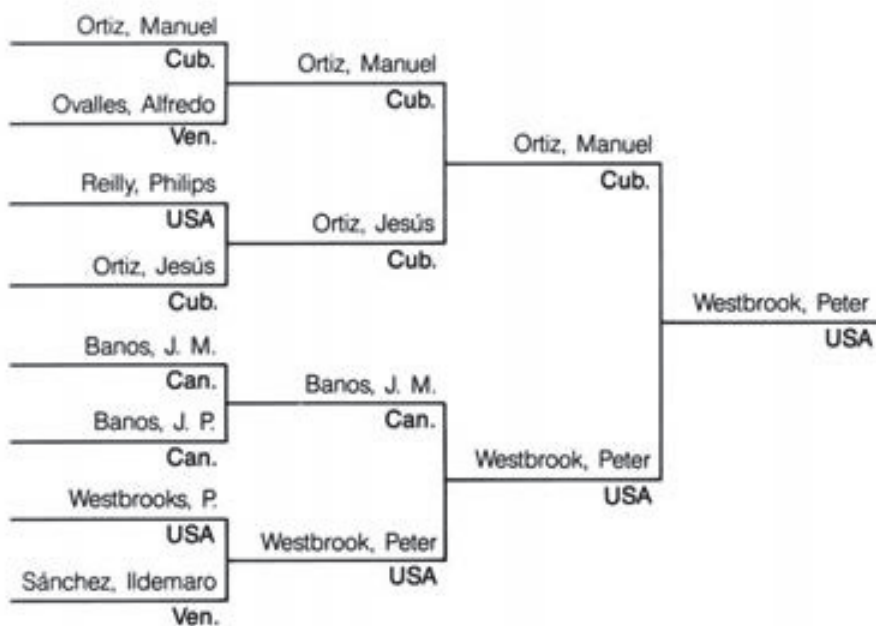 Ortiz, Manuel
Cub.
Ovalles, Alfredo
Ven.
Reilly, Philips
USA
Ortiz, Jesús
Cub.
Banos, J. M.
Can.
Banos, J. P.
Can.
Westbrooks, P.
USA
Sánchez, Ildemaro
Ven.
Ortiz, Manuel
Cub.
Ortiz, Jesús
Cub.
Banos, J. M.
Can.
Westbrook, Peter
USA
Ortiz, Manuel
Cub.
Westbrook, Peter
USA
Westbrook, Peter
USA